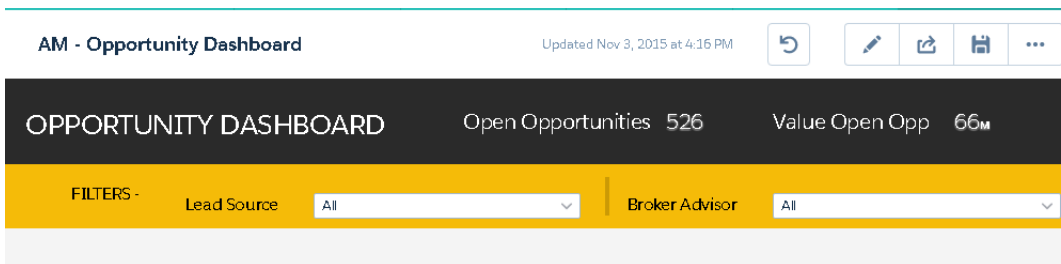 AM - Opportunity Dashboard Updated Nov 3, 2015 at 4:16 PM
OPPORTUNITY DASHBOARD Open Opportunities 526 Value Open Opp 66M
FILTERS - Lead Source All Broker Advisor All